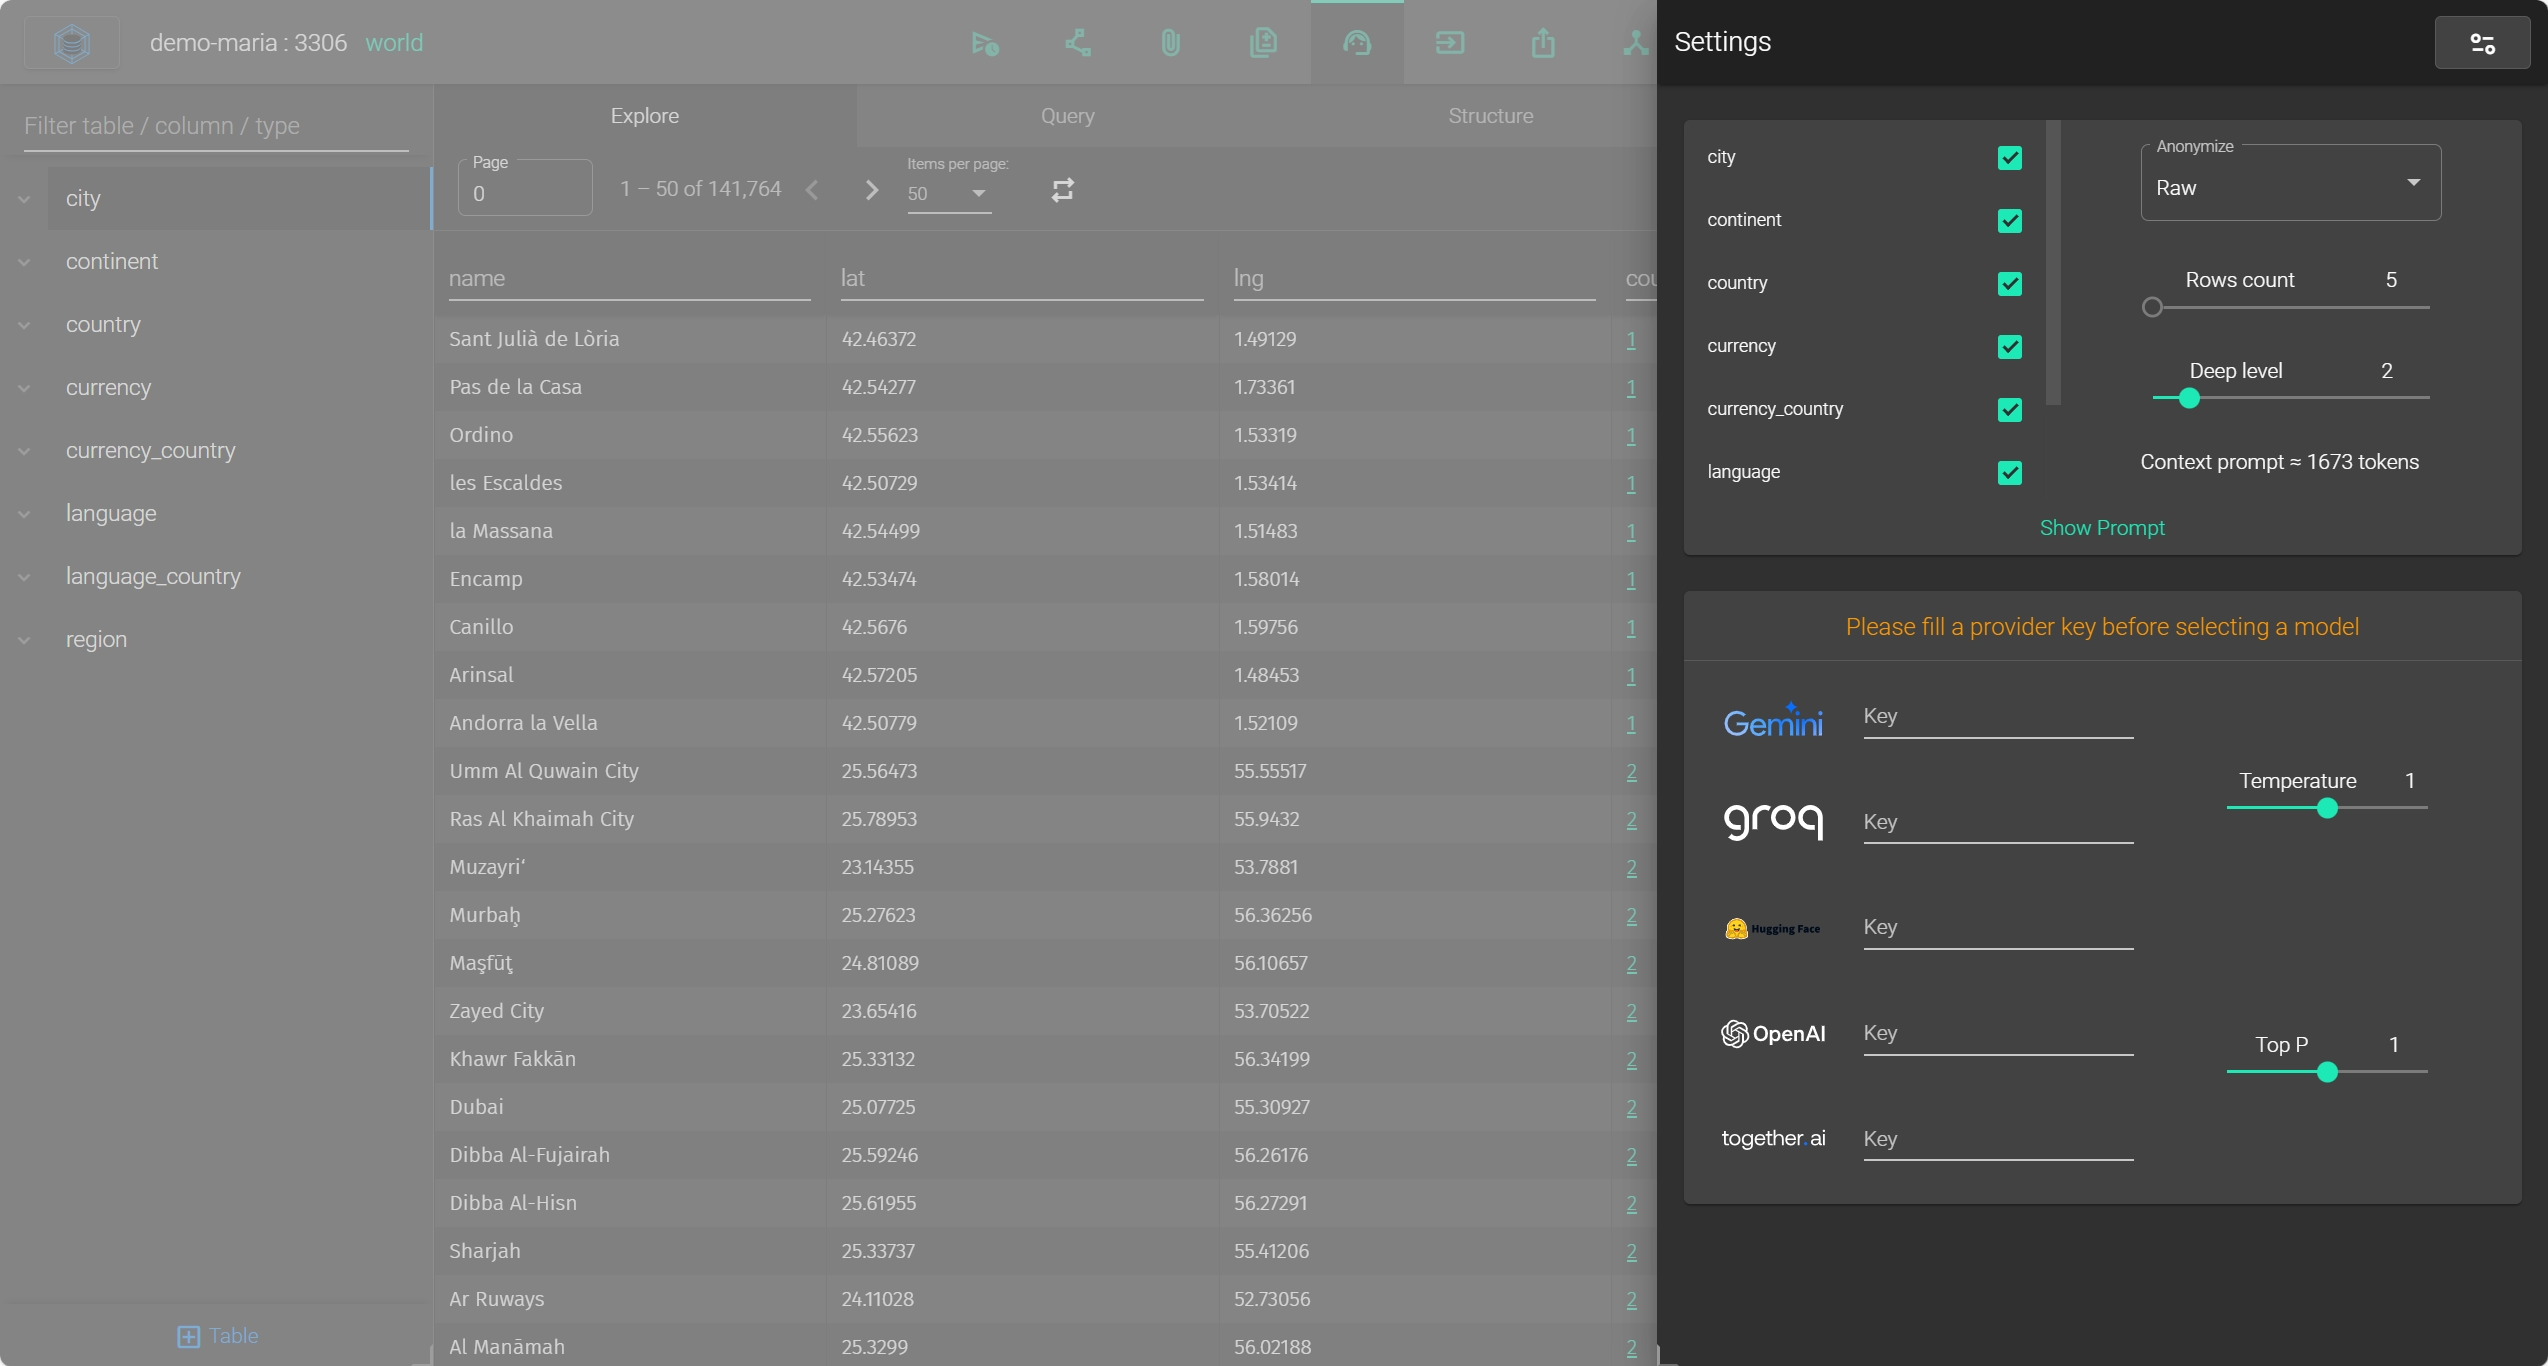 demo-maria : 3306 world
Settings
Filter table / column / type
city
continent
country
currency
currency_country
language
language_country
region
Table
Explore
Query
Structure
Page
0
1 – 50 of 141,764
Items per page:
50
name lat lng cou
Sant Julià de Lòria 42.46372 1.49129 1
Pas de la Casa 42.54277 1.73361 1
Ordino 42.55623 1.53319 1
les Escaldes 42.50729 1.53414 1
la Massana 42.54499 1.51483 1
Encamp 42.53474 1.58014 1
Canillo 42.5676 1.59756 1
Arinsal 42.57205 1.48453 1
Andorra la Vella 42.50779 1.52109 1
Umm Al Quwain City 25.56473 55.55517 2
Ras Al Khaimah City 25.78953 55.9432 2
Muzayri‘ 23.14355 53.7881 2
Murbaḩ 25.27623 56.36256 2
Maşfūţ 24.81089 56.10657 2
Zayed City 23.65416 53.70522 2
Khawr Fakkān 25.33132 56.34199 2
Dubai 25.07725 55.30927 2
Dibba Al-Fujairah 25.59246 56.26176 2
Dibba Al-Hisn 25.61955 56.27291 2
Sharjah 25.33737 55.41206 2
Ar Ruways 24.11028 52.73056 2
Al Manāmah 25.3299 56.02188 2
city
continent
country
currency
currency_country
language
Anonymize
Raw
Rows count 5
Deep level 2
Context prompt ≈ 1673 tokens
Show Prompt
Please fill a provider key before selecting a model
Gemini Key
groq Key
Hugging Face Key
OpenAI Key
together.ai Key
Temperature 1
Top P 1